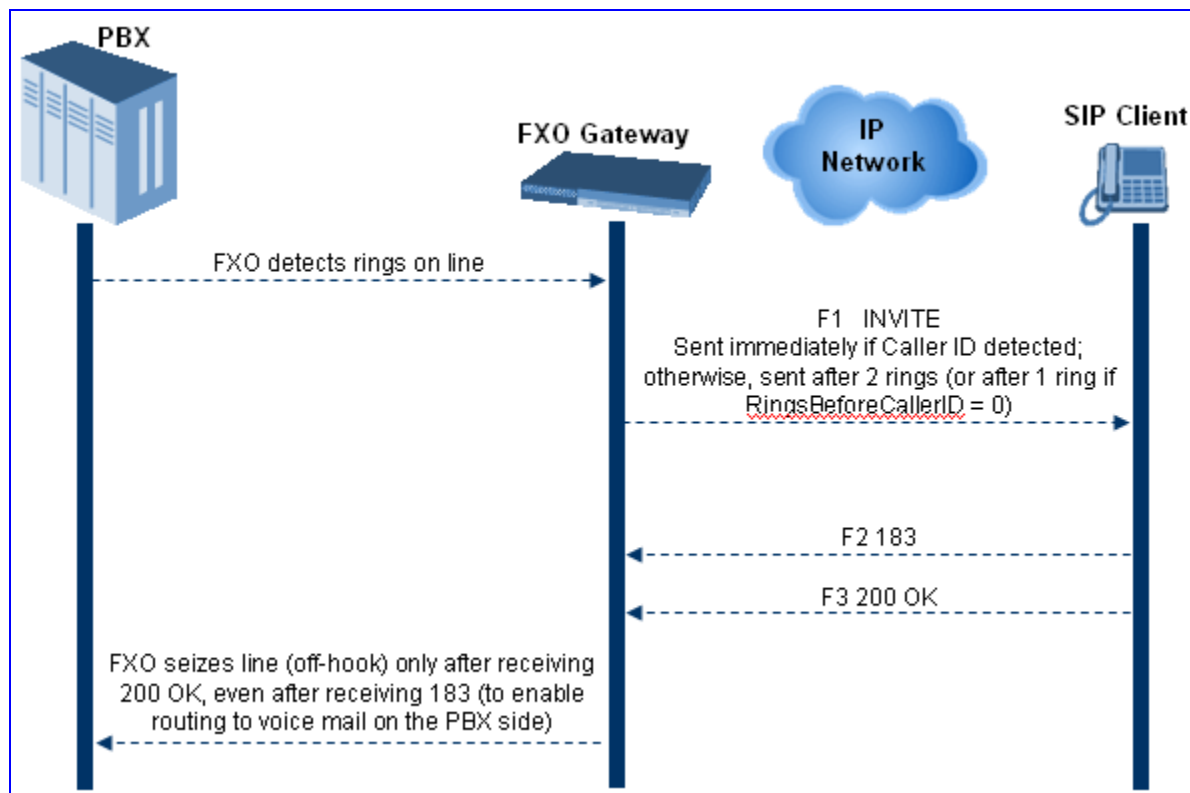 PBX
FXO Gateway
IP
Network
SIP Client
FXO detects rings on line
F1 INVITE
Sent immediately if Caller ID detected;
otherwise, sent after 2 rings (or after 1 ring if
RingsBeforeCallerID = 0)
F2 183
F3 200 OK
FXO seizes line (off-hook) only after receiving
200 OK, even after receiving 183 (to enable
routing to voice mail on the PBX side)